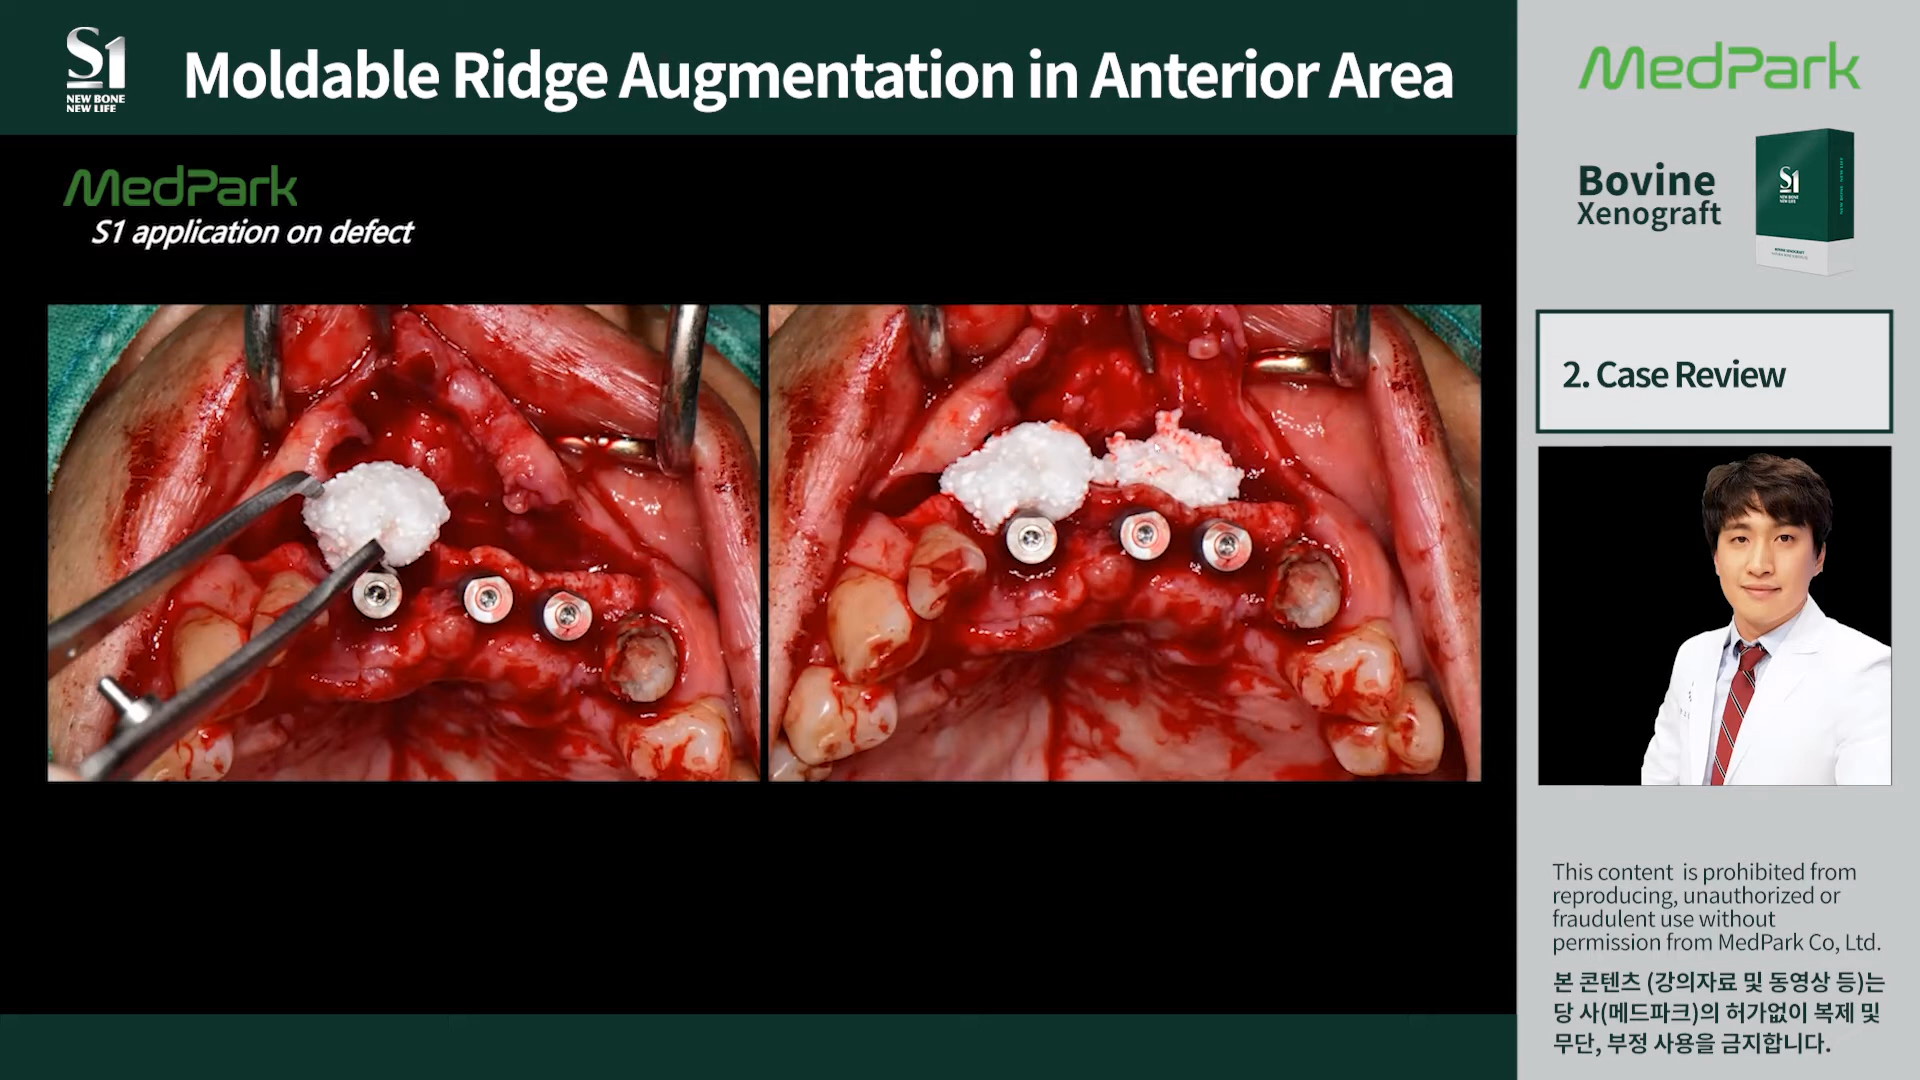 S1
NEW BONE
NEW LIFE
Moldable Ridge Augmentation in Anterior Area
MedPark
S1 application on defect
MedPark
Bovine
Xenograft
S1
2. Case Review
This content is prohibited from
reproducing, unauthorized or
fraudulent use without
permission from MedPark Co, Ltd.
본 콘텐츠 (강의자료 및 동영상 등)는
당 사(메드파크)의 허가없이 복제 및
무단, 부정 사용을 금지합니다.